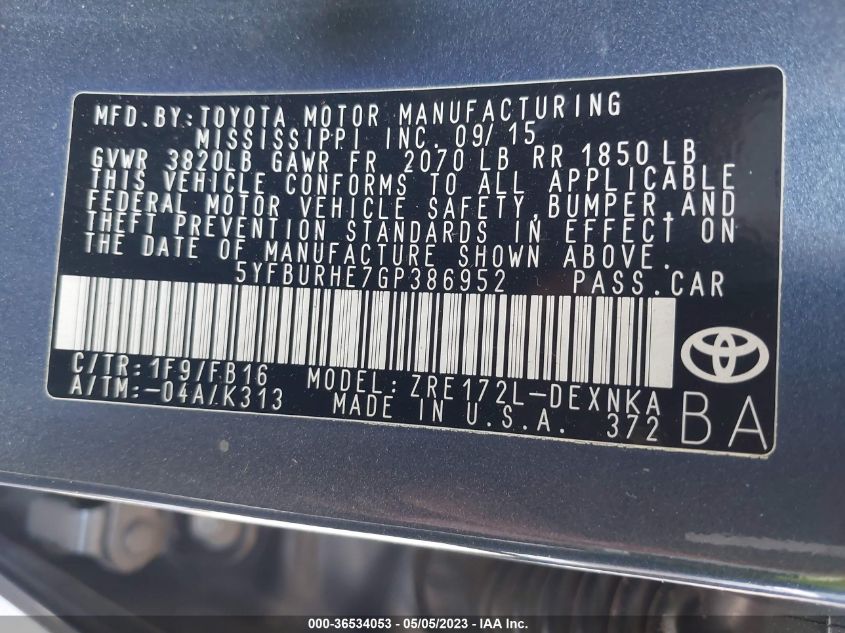 MFD.BY:TOYOTA MOTOR MANUFACTURING
MISSISSIPPI INC. 09/15
GVWR 3820LB GAWR FR 2070 LB RR 1850LB
THIS VEHICLE CONFORMS TO ALL APPLICABLE
FEDERAL MOTOR VEHICLE SAFETY,BUMPER,AND
THEFT PREVENTION STANDARDS IN EFFECT ON
THE DATE OF MANUFACTURE SHOWN ABOVE.
5YFBURHE7GP386952 PASS.CAR
C/TR:1F9/FB16 MODEL:ZRE172L-DEXNKA
A/TM:-04A/K313 MADE IN U.S.A. 372
BA
000-36534053 - 05/05/2023 - IAA Inc.